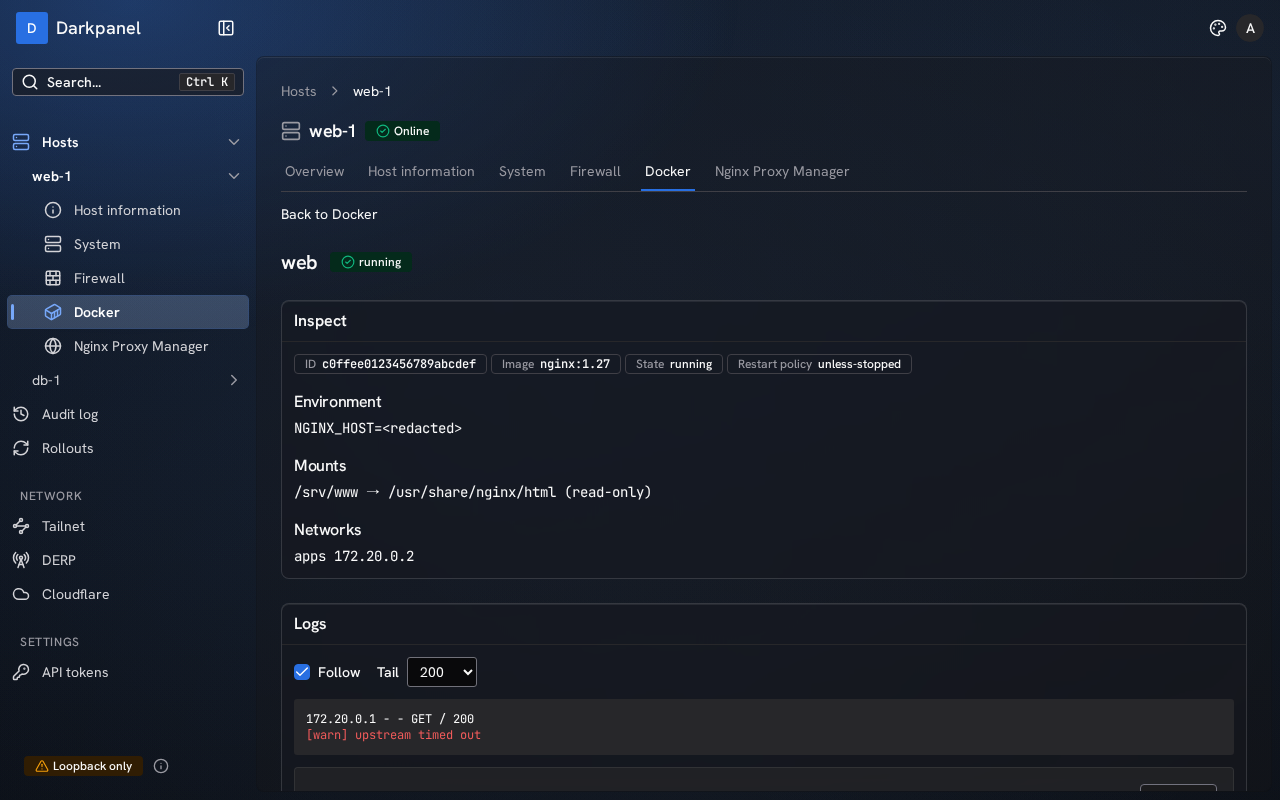 D Darkpanel
A
Search... Ctrl K
Hosts
web-1
Host information
System
Firewall
Docker
Nginx Proxy Manager
db-1
Audit log
Rollouts
NETWORK
Tailnet
DERP
Cloudflare
SETTINGS
API tokens
Loopback only
Hosts web-1
web-1 Online
Overview Host information System Firewall Docker Nginx Proxy Manager
Back to Docker
web running
Inspect
ID c0ffee0123456789abcdef Image nginx:1.27 State running Restart policy unless-stopped
Environment
NGINX_HOST=<redacted>
Mounts
/srv/www → /usr/share/nginx/html (read-only)
Networks
apps 172.20.0.2
Logs
Follow Tail 200
172.20.0.1 - - GET / 200
[warn] upstream timed out